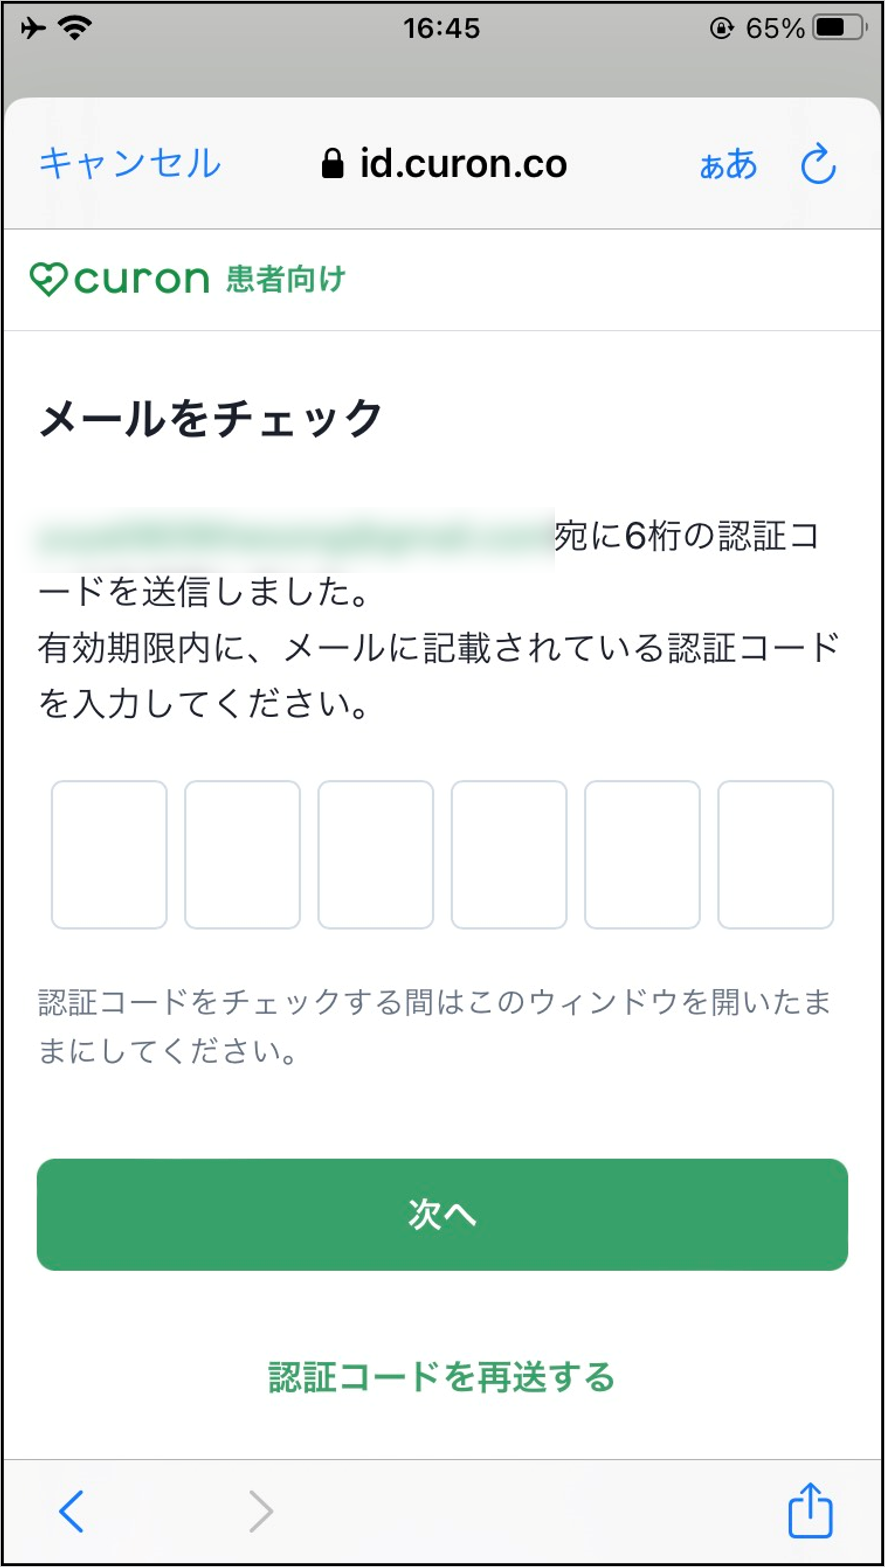 16:45
65%
キャンセル
id.curon.co
ぁあ
curon 患者向け
メールをチェック
宛に6桁の認証コ
ードを送信しました。
有効期限内に、メールに記載されている認証コード
を入力してください。
認証コードをチェックする間はこのウィンドウを開いたま
まにしてください。
次へ
認証コードを再送する